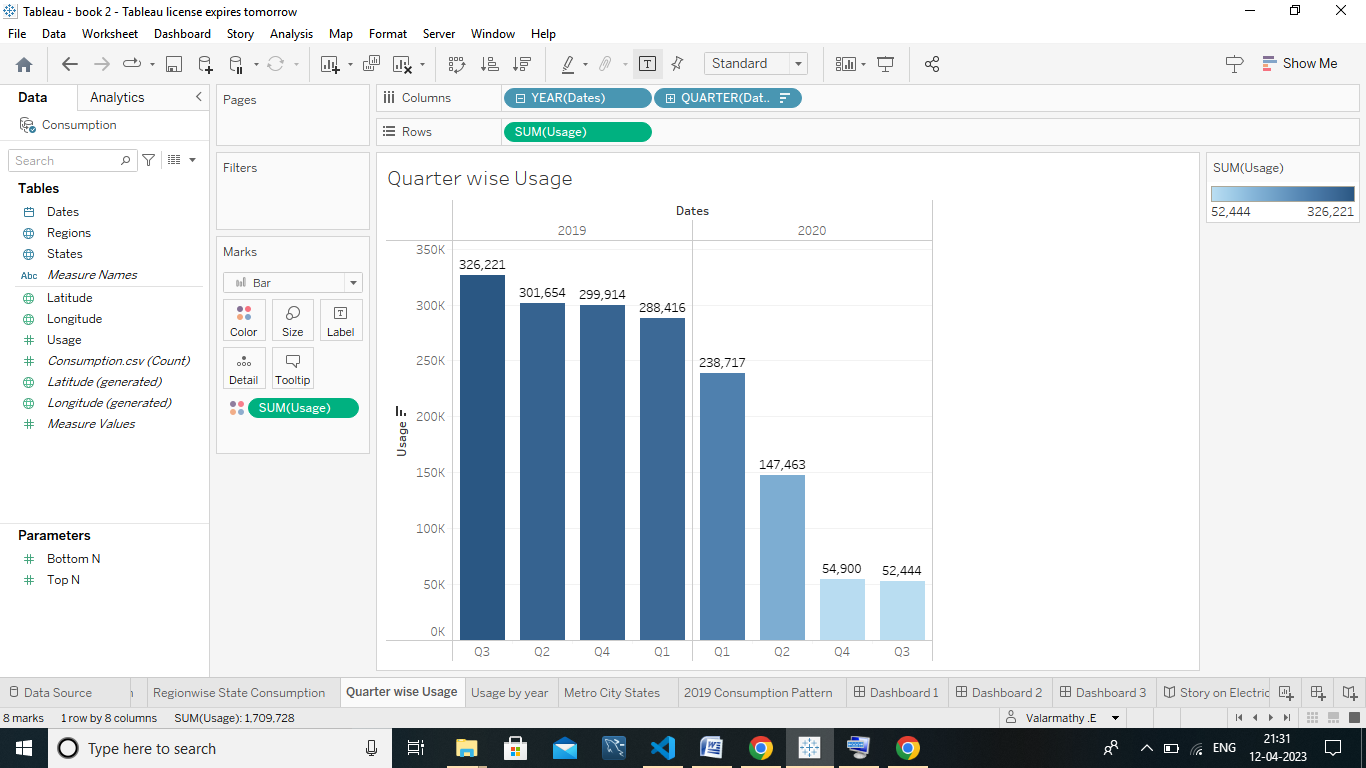 Tableau - book 2 - Tableau license expires tomorrow
File Data Worksheet Dashboard Story Analysis Map Format Server Window Help
Standard
Show Me
Data Analytics
Consumption
Search
Tables
Dates
Regions
States
Abc Measure Names
Latitude
Longitude
Usage
Consumption.csv (Count)
Latitude (generated)
Longitude (generated)
Measure Values
Parameters
Bottom N
Top N
Pages
Filters
Marks
Bar
Color Size Label
Detail Tooltip
SUM(Usage)
Columns YEAR(Dates) QUARTER(Dat..
Rows SUM(Usage)
Quarter wise Usage
Dates
2019 2020
350K
300K
250K
200K
150K
100K
50K
0K
Usage
326,221
301,654
299,914
288,416
238,717
147,463
54,900
52,444
Q3 Q2 Q4 Q1 Q1 Q2 Q4 Q3
SUM(Usage)
52,444 326,221
Data Source Regionwise State Consumption Quarter wise Usage Usage by year Metro City States 2019 Consumption Pattern Dashboard 1 Dashboard 2 Dashboard 3 Story on Electric
8 marks 1 row by 8 columns SUM(Usage): 1,709,728 Valarmathy .E
Type here to search
ENG
21:31
12-04-2023